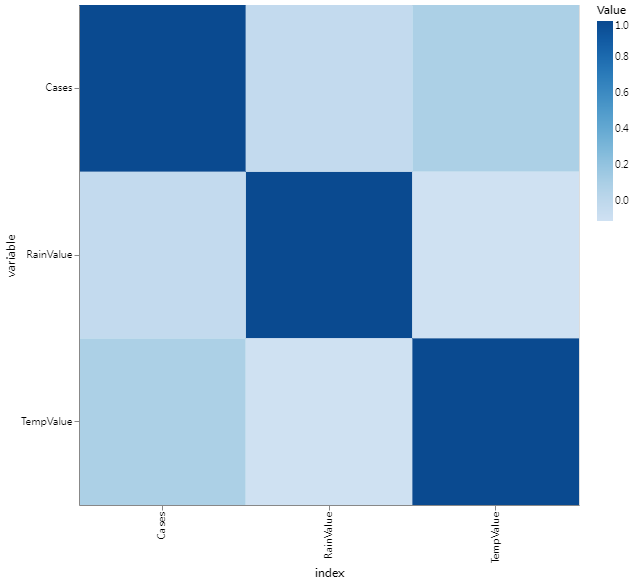 Value
1.0
0.8
0.6
0.4
0.2
0.0
variable
Cases
RainValue
TempValue
Cases
RainValue
TempValue
index